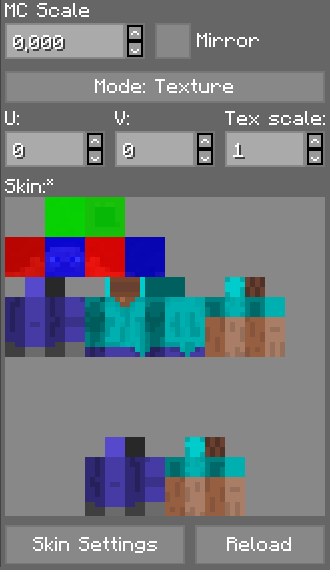 MC Scale
0,000
Mirror
Mode: Texture
U: V: Tex scale:
0 0 1
Skin:*
Skin Settings Reload